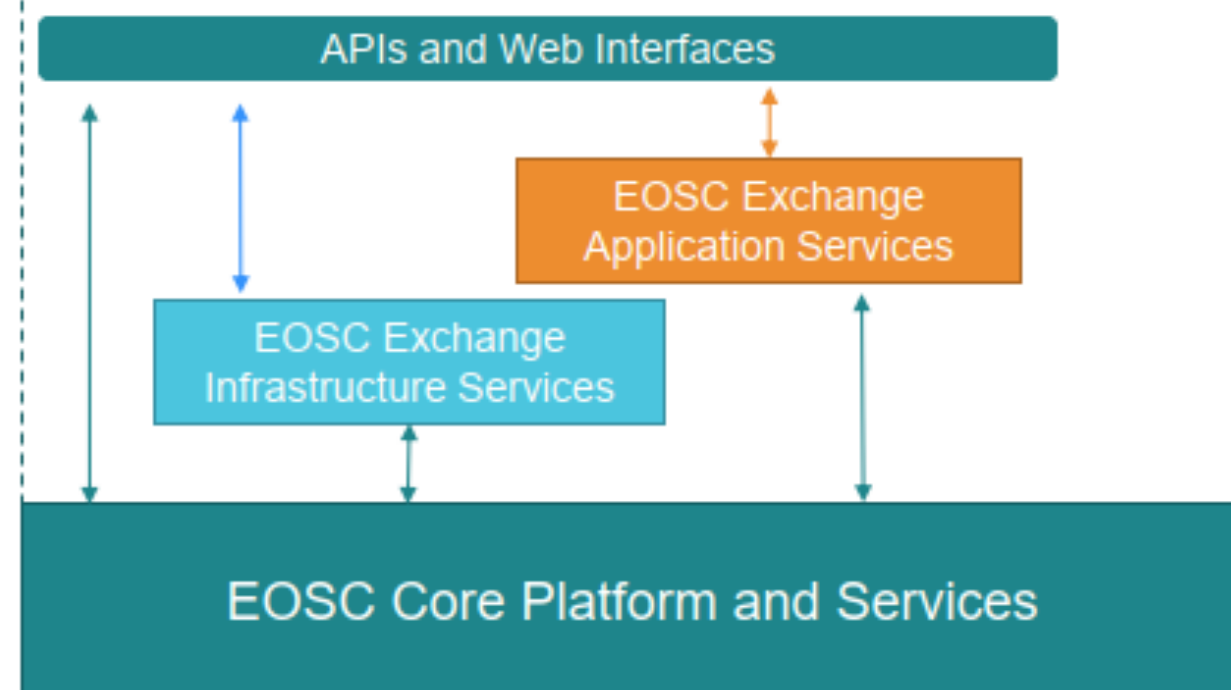 APIs and Web Interfaces
EOSC Exchange
Application Services
EOSC Exchange
Infrastructure Services
EOSC Core Platform and Services